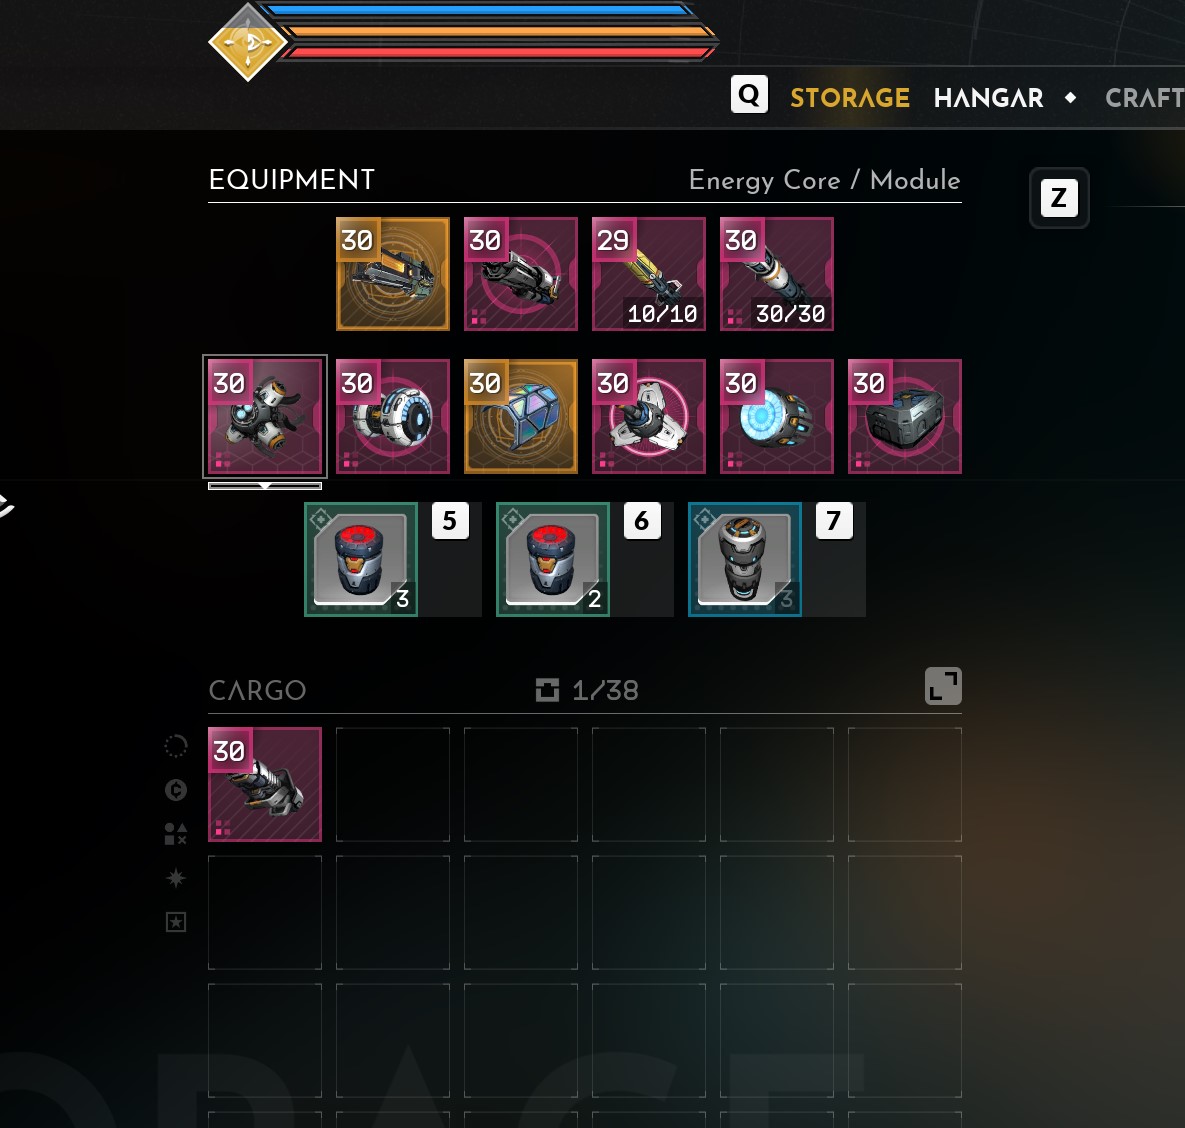 Q STORAGE HANGAR CRAFT
EQUIPMENT Energy Core / Module
Z
30 30 29 30
10/10 30/30
30 30 30 30 30 30
5 6 7
3 2 3
CARGO 1/38
30
ORAGE